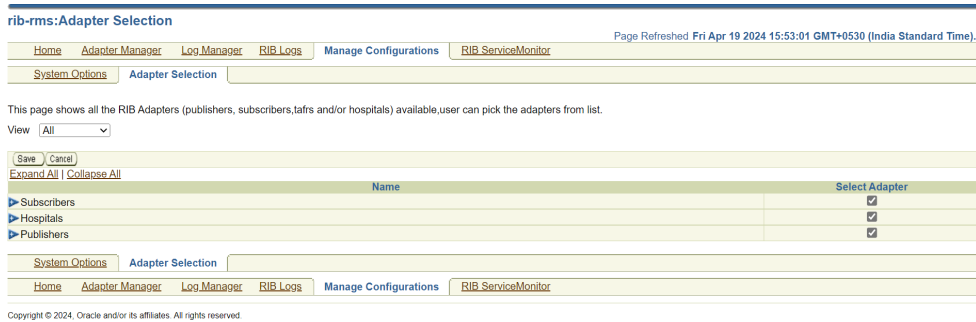 rib-rms:Adapter Selection
Page Refreshed Fri Apr 19 2024 15:53:01 GMT+0530 (India Standard Time).
Home Adapter Manager Log Manager RIB Logs Manage Configurations RIB ServiceMonitor
System Options Adapter Selection
This page shows all the RIB Adapters (publishers, subscribers,tafrs and/or hospitals) available,user can pick the adapters from list.
View All
Save Cancel
Expand All | Collapse All
Name Select Adapter
Subscribers
Hospitals
Publishers
System Options Adapter Selection
Home Adapter Manager Log Manager RIB Logs Manage Configurations RIB ServiceMonitor
Copyright © 2024, Oracle and/or its affiliates. All rights reserved.